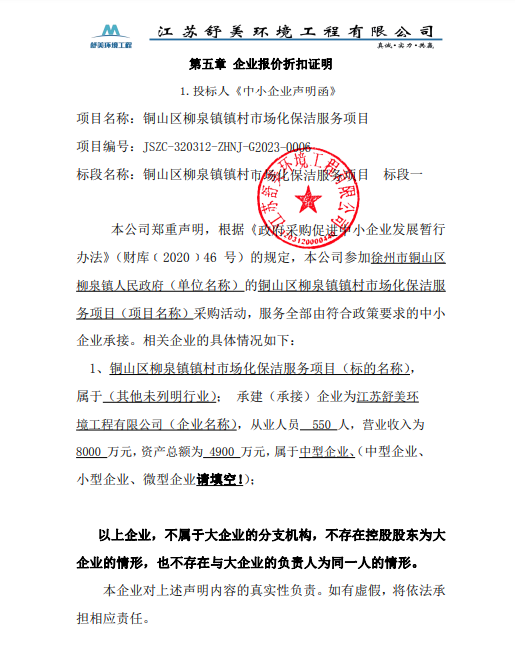 舒美环境工程
江苏舒美环境工程有限公司
真诚·实力·共赢
第五章 企业报价折扣证明
1.投标人《中小企业声明函》
项目名称：铜山区柳泉镇镇村市场化保洁服务项目
项目编号：JSZC-320312-ZHNJ-G2023-0006
标段名称：铜山区柳泉镇镇村市场化保洁服务项目 标段一
江苏舒美环境工程有限公司
本公司郑重声明，根据《政府采购促进中小企业发展暂行
办法》（财库﹝2020﹞46 号）的规定，本公司参加徐州市铜山区
柳泉镇人民政府（单位名称）的铜山区柳泉镇镇村市场化保洁服
务项目（项目名称）采购活动，服务全部由符合政策要求的中小
企业承接。相关企业的具体情况如下：
1、铜山区柳泉镇镇村市场化保洁服务项目（标的名称），
属于（其他未列明行业）； 承建（承接）企业为江苏舒美环
境工程有限公司（企业名称），从业人员 550 人，营业收入为
8000 万元，资产总额为 4900 万元，属于中型企业、（中型企业、
小型企业、微型企业请填空！）；
以上企业，不属于大企业的分支机构，不存在控股股东为大
企业的情形，也不存在与大企业的负责人为同一人的情形。
本企业对上述声明内容的真实性负责。如有虚假，将依法承
担相应责任。